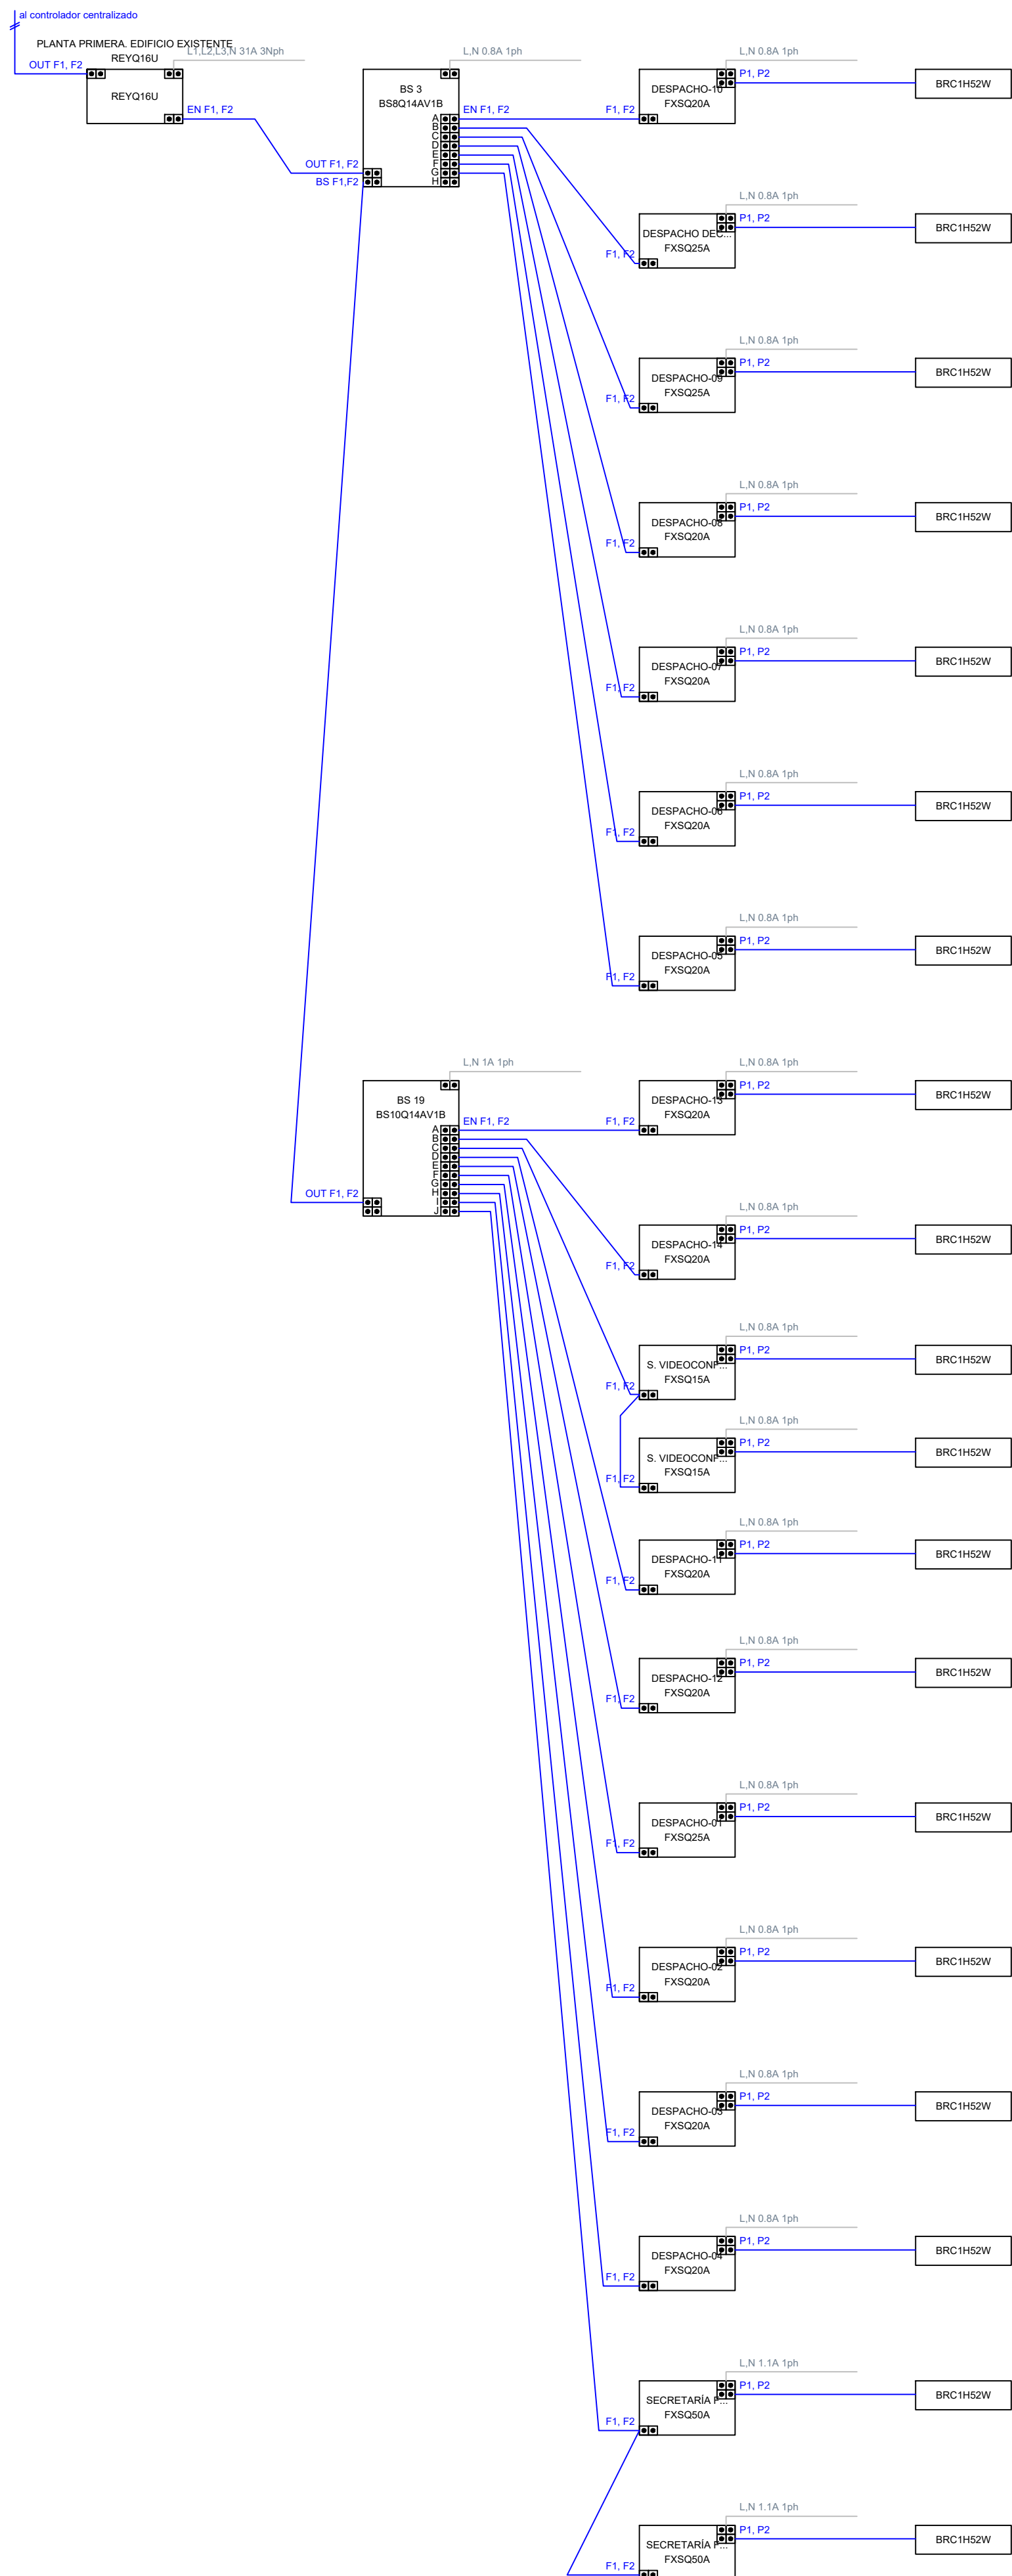 al controlador centralizado
PLANTA PRIMERA. EDIFICIO EXISTENTE
REYQ16U
L1,L2,L3,N 31A 3Nph
OUT F1, F2
REYQ16U
EN F1, F2
L,N 0.8A 1ph
BS 3
BS8Q14AV1B
A
B
C
D
E
F
G
H
EN F1, F2
OUT F1, F2
BS F1,F2
L,N 0.8A 1ph
P1, P2
DESPACHO-10
FXSQ20A
F1, F2
BRC1H52W
L,N 0.8A 1ph
P1, P2
DESPACHO DEC...
FXSQ25A
F1, F2
BRC1H52W
L,N 0.8A 1ph
P1, P2
DESPACHO-09
FXSQ25A
F1, F2
BRC1H52W
L,N 0.8A 1ph
P1, P2
DESPACHO-08
FXSQ20A
F1, F2
BRC1H52W
L,N 0.8A 1ph
P1, P2
DESPACHO-07
FXSQ20A
F1, F2
BRC1H52W
L,N 0.8A 1ph
P1, P2
DESPACHO-06
FXSQ20A
F1, F2
BRC1H52W
L,N 0.8A 1ph
P1, P2
DESPACHO-05
FXSQ20A
F1, F2
BRC1H52W
L,N 1A 1ph
BS 19
BS10Q14AV1B
A
B
C
D
E
F
G
H
I
J
EN F1, F2
OUT F1, F2
L,N 0.8A 1ph
P1, P2
DESPACHO-13
FXSQ20A
F1, F2
BRC1H52W
L,N 0.8A 1ph
P1, P2
DESPACHO-14
FXSQ20A
F1, F2
BRC1H52W
L,N 0.8A 1ph
P1, P2
S. VIDEOCONF...
FXSQ15A
F1, F2
BRC1H52W
L,N 0.8A 1ph
P1, P2
S. VIDEOCONF...
FXSQ15A
F1, F2
BRC1H52W
L,N 0.8A 1ph
P1, P2
DESPACHO-11
FXSQ20A
F1, F2
BRC1H52W
L,N 0.8A 1ph
P1, P2
DESPACHO-12
FXSQ20A
F1, F2
BRC1H52W
L,N 0.8A 1ph
P1, P2
DESPACHO-01
FXSQ25A
F1, F2
BRC1H52W
L,N 0.8A 1ph
P1, P2
DESPACHO-02
FXSQ20A
F1, F2
BRC1H52W
L,N 0.8A 1ph
P1, P2
DESPACHO-03
FXSQ20A
F1, F2
BRC1H52W
L,N 0.8A 1ph
P1, P2
DESPACHO-04
FXSQ20A
F1, F2
BRC1H52W
L,N 1.1A 1ph
P1, P2
SECRETARÍA F...
FXSQ50A
F1, F2
BRC1H52W
L,N 1.1A 1ph
P1, P2
SECRETARÍA F...
FXSQ50A
F1, F2
BRC1H52W